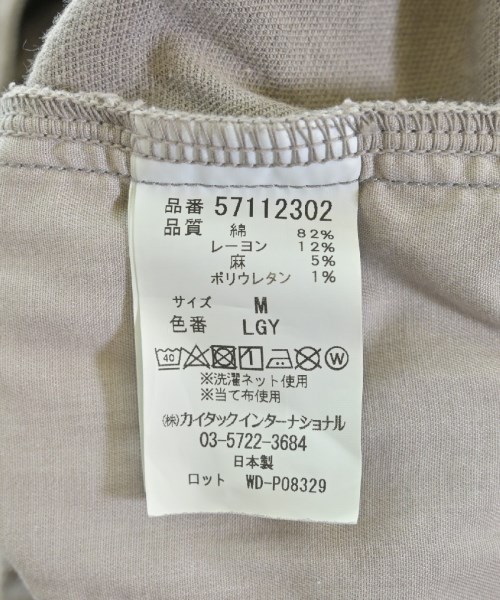 品番 57112302
品質 綿 82%
レーヨン 12%
麻 5%
ポリウレタン 1%
サイズ M
色番 LGY
40 1 W
※洗濯ネット使用
※当て布使用
㈱カイタックインターナショナル
03-5722-3684
日本製
ロット WD-P08329